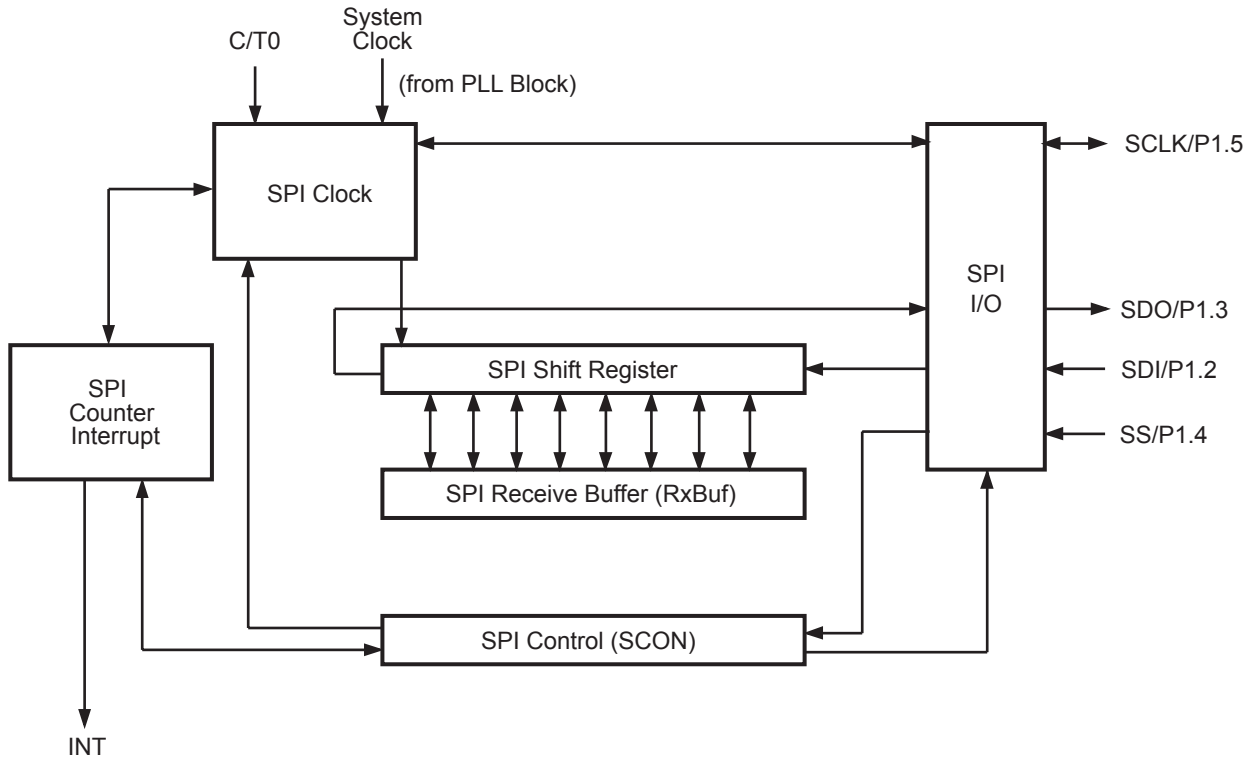 System
Clock
C/T0
(from PLL Block)
SPI Clock
SCLK/P1.5
SPI
I/O
SDO/P1.3
SPI Shift Register
SDI/P1.2
SPI
Counter
Interrupt
SS/P1.4
SPI Receive Buffer (RxBuf)
SPI Control (SCON)
INT